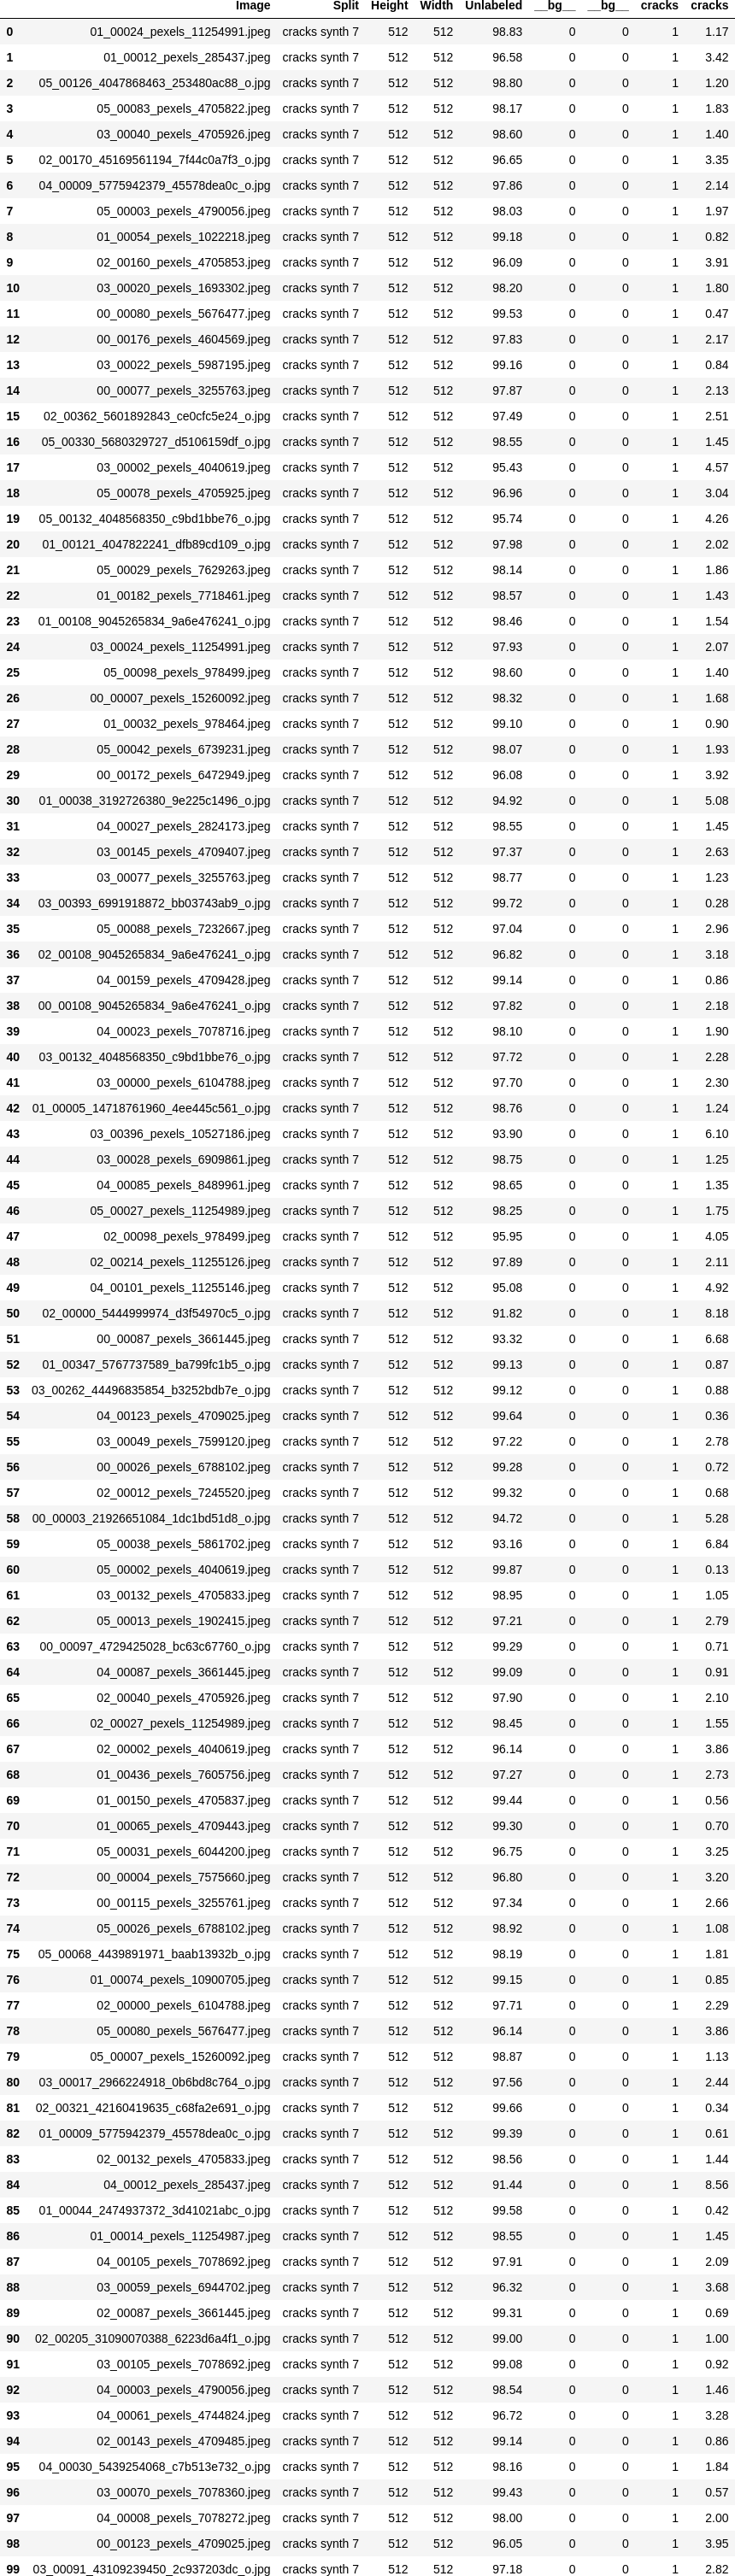 Image Split Height Width Unlabeled __bg__ __bg__ cracks cracks
0 01_00024_pexels_11254991.jpeg cracks synth 7 512 512 98.83 0 0 1 1.17
1 01_00012_pexels_285437.jpeg cracks synth 7 512 512 96.58 0 0 1 3.42
2 05_00126_4047868463_253480ac88_o.jpg cracks synth 7 512 512 98.80 0 0 1 1.20
3 05_00083_pexels_4705822.jpeg cracks synth 7 512 512 98.17 0 0 1 1.83
4 03_00040_pexels_4705926.jpeg cracks synth 7 512 512 98.60 0 0 1 1.40
5 02_00170_45169561194_7f44c0a7f3_o.jpg cracks synth 7 512 512 96.65 0 0 1 3.35
6 04_00009_5775942379_45578dea0c_o.jpg cracks synth 7 512 512 97.86 0 0 1 2.14
7 05_00003_pexels_4790056.jpeg cracks synth 7 512 512 98.03 0 0 1 1.97
8 01_00054_pexels_1022218.jpeg cracks synth 7 512 512 99.18 0 0 1 0.82
9 02_00160_pexels_4705853.jpeg cracks synth 7 512 512 96.09 0 0 1 3.91
10 03_00020_pexels_1693302.jpeg cracks synth 7 512 512 98.20 0 0 1 1.80
11 00_00080_pexels_5676477.jpeg cracks synth 7 512 512 99.53 0 0 1 0.47
12 00_00176_pexels_4604569.jpeg cracks synth 7 512 512 97.83 0 0 1 2.17
13 03_00022_pexels_5987195.jpeg cracks synth 7 512 512 99.16 0 0 1 0.84
14 00_00077_pexels_3255763.jpeg cracks synth 7 512 512 97.87 0 0 1 2.13
15 02_00362_5601892843_ce0cfc5e24_o.jpg cracks synth 7 512 512 97.49 0 0 1 2.51
16 05_00330_5680329727_d5106159df_o.jpg cracks synth 7 512 512 98.55 0 0 1 1.45
17 03_00002_pexels_4040619.jpeg cracks synth 7 512 512 95.43 0 0 1 4.57
18 05_00078_pexels_4705925.jpeg cracks synth 7 512 512 96.96 0 0 1 3.04
19 05_00132_4048568350_c9bd1bbe76_o.jpg cracks synth 7 512 512 95.74 0 0 1 4.26
20 01_00121_4047822241_dfb89cd109_o.jpg cracks synth 7 512 512 97.98 0 0 1 2.02
21 05_00029_pexels_7629263.jpeg cracks synth 7 512 512 98.14 0 0 1 1.86
22 01_00182_pexels_7718461.jpeg cracks synth 7 512 512 98.57 0 0 1 1.43
23 01_00108_9045265834_9a6e476241_o.jpg cracks synth 7 512 512 98.46 0 0 1 1.54
24 03_00024_pexels_11254991.jpeg cracks synth 7 512 512 97.93 0 0 1 2.07
25 05_00098_pexels_978499.jpeg cracks synth 7 512 512 98.60 0 0 1 1.40
26 00_00007_pexels_15260092.jpeg cracks synth 7 512 512 98.32 0 0 1 1.68
27 01_00032_pexels_978464.jpeg cracks synth 7 512 512 99.10 0 0 1 0.90
28 05_00042_pexels_6739231.jpeg cracks synth 7 512 512 98.07 0 0 1 1.93
29 00_00172_pexels_6472949.jpeg cracks synth 7 512 512 96.08 0 0 1 3.92
30 01_00038_3192726380_9e225c1496_o.jpg cracks synth 7 512 512 94.92 0 0 1 5.08
31 04_00027_pexels_2824173.jpeg cracks synth 7 512 512 98.55 0 0 1 1.45
32 03_00145_pexels_4709407.jpeg cracks synth 7 512 512 97.37 0 0 1 2.63
33 03_00077_pexels_3255763.jpeg cracks synth 7 512 512 98.77 0 0 1 1.23
34 03_00393_6991918872_bb03743ab9_o.jpg cracks synth 7 512 512 99.72 0 0 1 0.28
35 05_00088_pexels_7232667.jpeg cracks synth 7 512 512 97.04 0 0 1 2.96
36 02_00108_9045265834_9a6e476241_o.jpg cracks synth 7 512 512 96.82 0 0 1 3.18
37 04_00159_pexels_4709428.jpeg cracks synth 7 512 512 99.14 0 0 1 0.86
38 00_00108_9045265834_9a6e476241_o.jpg cracks synth 7 512 512 97.82 0 0 1 2.18
39 04_00023_pexels_7078716.jpeg cracks synth 7 512 512 98.10 0 0 1 1.90
40 03_00132_4048568350_c9bd1bbe76_o.jpg cracks synth 7 512 512 97.72 0 0 1 2.28
41 03_00000_pexels_6104788.jpeg cracks synth 7 512 512 97.70 0 0 1 2.30
42 01_00005_14718761960_4ee445c561_o.jpg cracks synth 7 512 512 98.76 0 0 1 1.24
43 03_00396_pexels_10527186.jpeg cracks synth 7 512 512 93.90 0 0 1 6.10
44 03_00028_pexels_6909861.jpeg cracks synth 7 512 512 98.75 0 0 1 1.25
45 04_00085_pexels_8489961.jpeg cracks synth 7 512 512 98.65 0 0 1 1.35
46 05_00027_pexels_11254989.jpeg cracks synth 7 512 512 98.25 0 0 1 1.75
47 02_00098_pexels_978499.jpeg cracks synth 7 512 512 95.95 0 0 1 4.05
48 02_00214_pexels_11255126.jpeg cracks synth 7 512 512 97.89 0 0 1 2.11
49 04_00101_pexels_11255146.jpeg cracks synth 7 512 512 95.08 0 0 1 4.92
50 02_00000_5444999974_d3f54970c5_o.jpg cracks synth 7 512 512 91.82 0 0 1 8.18
51 00_00087_pexels_3661445.jpeg cracks synth 7 512 512 93.32 0 0 1 6.68
52 01_00347_5767737589_ba799fc1b5_o.jpg cracks synth 7 512 512 99.13 0 0 1 0.87
53 03_00262_44496835854_b3252bdb7e_o.jpg cracks synth 7 512 512 99.12 0 0 1 0.88
54 04_00123_pexels_4709025.jpeg cracks synth 7 512 512 99.64 0 0 1 0.36
55 03_00049_pexels_7599120.jpeg cracks synth 7 512 512 97.22 0 0 1 2.78
56 00_00026_pexels_6788102.jpeg cracks synth 7 512 512 99.28 0 0 1 0.72
57 02_00012_pexels_7245520.jpeg cracks synth 7 512 512 99.32 0 0 1 0.68
58 00_00003_21926651084_1dc1bd51d8_o.jpg cracks synth 7 512 512 94.72 0 0 1 5.28
59 05_00038_pexels_5861702.jpeg cracks synth 7 512 512 93.16 0 0 1 6.84
60 05_00002_pexels_4040619.jpeg cracks synth 7 512 512 99.87 0 0 1 0.13
61 03_00132_pexels_4705833.jpeg cracks synth 7 512 512 98.95 0 0 1 1.05
62 05_00013_pexels_1902415.jpeg cracks synth 7 512 512 97.21 0 0 1 2.79
63 00_00097_4729425028_bc63c67760_o.jpg cracks synth 7 512 512 99.29 0 0 1 0.71
64 04_00087_pexels_3661445.jpeg cracks synth 7 512 512 99.09 0 0 1 0.91
65 02_00040_pexels_4705926.jpeg cracks synth 7 512 512 97.90 0 0 1 2.10
66 02_00027_pexels_11254989.jpeg cracks synth 7 512 512 98.45 0 0 1 1.55
67 02_00002_pexels_4040619.jpeg cracks synth 7 512 512 96.14 0 0 1 3.86
68 01_00436_pexels_7605756.jpeg cracks synth 7 512 512 97.27 0 0 1 2.73
69 01_00150_pexels_4705837.jpeg cracks synth 7 512 512 99.44 0 0 1 0.56
70 01_00065_pexels_4709443.jpeg cracks synth 7 512 512 99.30 0 0 1 0.70
71 05_00031_pexels_6044200.jpeg cracks synth 7 512 512 96.75 0 0 1 3.25
72 00_00004_pexels_7575660.jpeg cracks synth 7 512 512 96.80 0 0 1 3.20
73 00_00115_pexels_3255761.jpeg cracks synth 7 512 512 97.34 0 0 1 2.66
74 05_00026_pexels_6788102.jpeg cracks synth 7 512 512 98.92 0 0 1 1.08
75 05_00068_4439891971_baab13932b_o.jpg cracks synth 7 512 512 98.19 0 0 1 1.81
76 01_00074_pexels_10900705.jpeg cracks synth 7 512 512 99.15 0 0 1 0.85
77 02_00000_pexels_6104788.jpeg cracks synth 7 512 512 97.71 0 0 1 2.29
78 05_00080_pexels_5676477.jpeg cracks synth 7 512 512 96.14 0 0 1 3.86
79 05_00007_pexels_15260092.jpeg cracks synth 7 512 512 98.87 0 0 1 1.13
80 03_00017_2966224918_0b6bd8c764_o.jpg cracks synth 7 512 512 97.56 0 0 1 2.44
81 02_00321_42160419635_c68fa2e691_o.jpg cracks synth 7 512 512 99.66 0 0 1 0.34
82 01_00009_5775942379_45578dea0c_o.jpg cracks synth 7 512 512 99.39 0 0 1 0.61
83 02_00132_pexels_4705833.jpeg cracks synth 7 512 512 98.56 0 0 1 1.44
84 04_00012_pexels_285437.jpeg cracks synth 7 512 512 91.44 0 0 1 8.56
85 01_00044_2474937372_3d41021abc_o.jpg cracks synth 7 512 512 99.58 0 0 1 0.42
86 01_00014_pexels_11254987.jpeg cracks synth 7 512 512 98.55 0 0 1 1.45
87 04_00105_pexels_7078692.jpeg cracks synth 7 512 512 97.91 0 0 1 2.09
88 03_00059_pexels_6944702.jpeg cracks synth 7 512 512 96.32 0 0 1 3.68
89 02_00087_pexels_3661445.jpeg cracks synth 7 512 512 99.31 0 0 1 0.69
90 02_00205_31090070388_6223d6a4f1_o.jpg cracks synth 7 512 512 99.00 0 0 1 1.00
91 03_00105_pexels_7078692.jpeg cracks synth 7 512 512 99.08 0 0 1 0.92
92 04_00003_pexels_4790056.jpeg cracks synth 7 512 512 98.54 0 0 1 1.46
93 04_00061_pexels_4744824.jpeg cracks synth 7 512 512 96.72 0 0 1 3.28
94 02_00143_pexels_4709485.jpeg cracks synth 7 512 512 99.14 0 0 1 0.86
95 04_00030_5439254068_c7b513e732_o.jpg cracks synth 7 512 512 98.16 0 0 1 1.84
96 03_00070_pexels_7078360.jpeg cracks synth 7 512 512 99.43 0 0 1 0.57
97 04_00008_pexels_7078272.jpeg cracks synth 7 512 512 98.00 0 0 1 2.00
98 00_00123_pexels_4709025.jpeg cracks synth 7 512 512 96.05 0 0 1 3.95
99 03_00091_43109239450_2c937203dc_o.jpg cracks synth 7 512 512 97.18 0 0 1 2.82